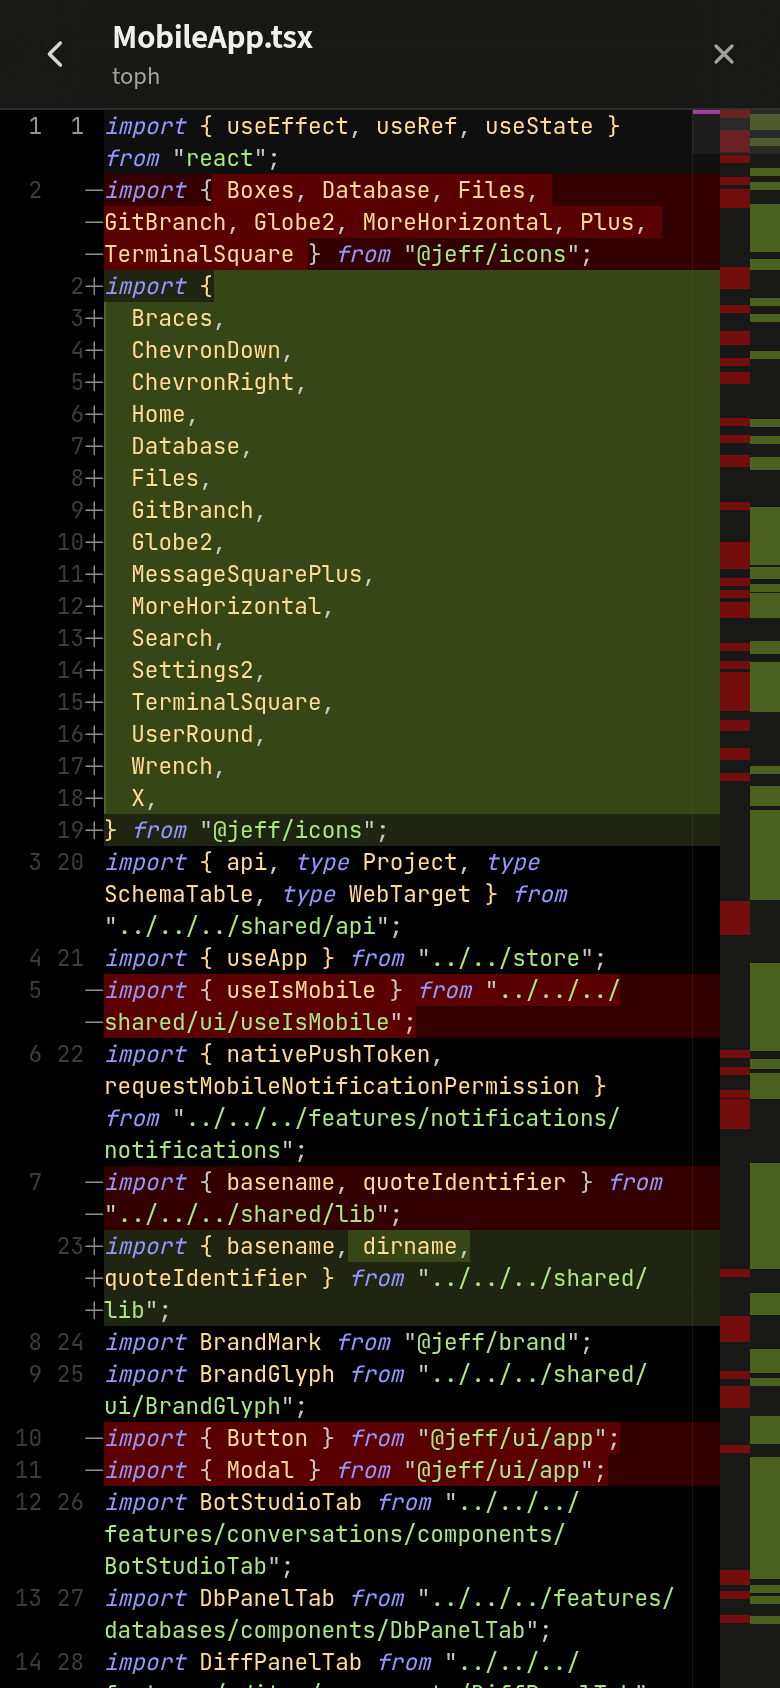 MobileApp.tsx
toph
1 1 import { useEffect, useRef, useState }
from "react";
2 −import { Boxes, Database, Files,
−GitBranch, Globe2, MoreHorizontal, Plus,
−TerminalSquare } from "@jeff/icons";
2+import {
3+ Braces,
4+ ChevronDown,
5+ ChevronRight,
6+ Home,
7+ Database,
8+ Files,
9+ GitBranch,
10+ Globe2,
11+ MessageSquarePlus,
12+ MoreHorizontal,
13+ Search,
14+ Settings2,
15+ TerminalSquare,
16+ UserRound,
17+ Wrench,
18+ X,
19+} from "@jeff/icons";
3 20 import { api, type Project, type
SchemaTable, type WebTarget } from
"../../../shared/api";
4 21 import { useApp } from "../../store";
5 −import { useIsMobile } from "../../../
−shared/ui/useIsMobile";
6 22 import { nativePushToken,
requestMobileNotificationPermission }
from "../../../features/notifications/
notifications";
7 −import { basename, quoteIdentifier } from
−"../../../shared/lib";
23+import { basename, dirname,
+quoteIdentifier } from "../../../shared/
+lib";
8 24 import BrandMark from "@jeff/brand";
9 25 import BrandGlyph from "../../../shared/
ui/BrandGlyph";
10 −import { Button } from "@jeff/ui/app";
11 −import { Modal } from "@jeff/ui/app";
12 26 import BotStudioTab from "../../../
features/conversations/components/
BotStudioTab";
13 27 import DbPanelTab from "../../../features/
databases/components/DbPanelTab";
14 28 import DiffPanelTab from "../../../